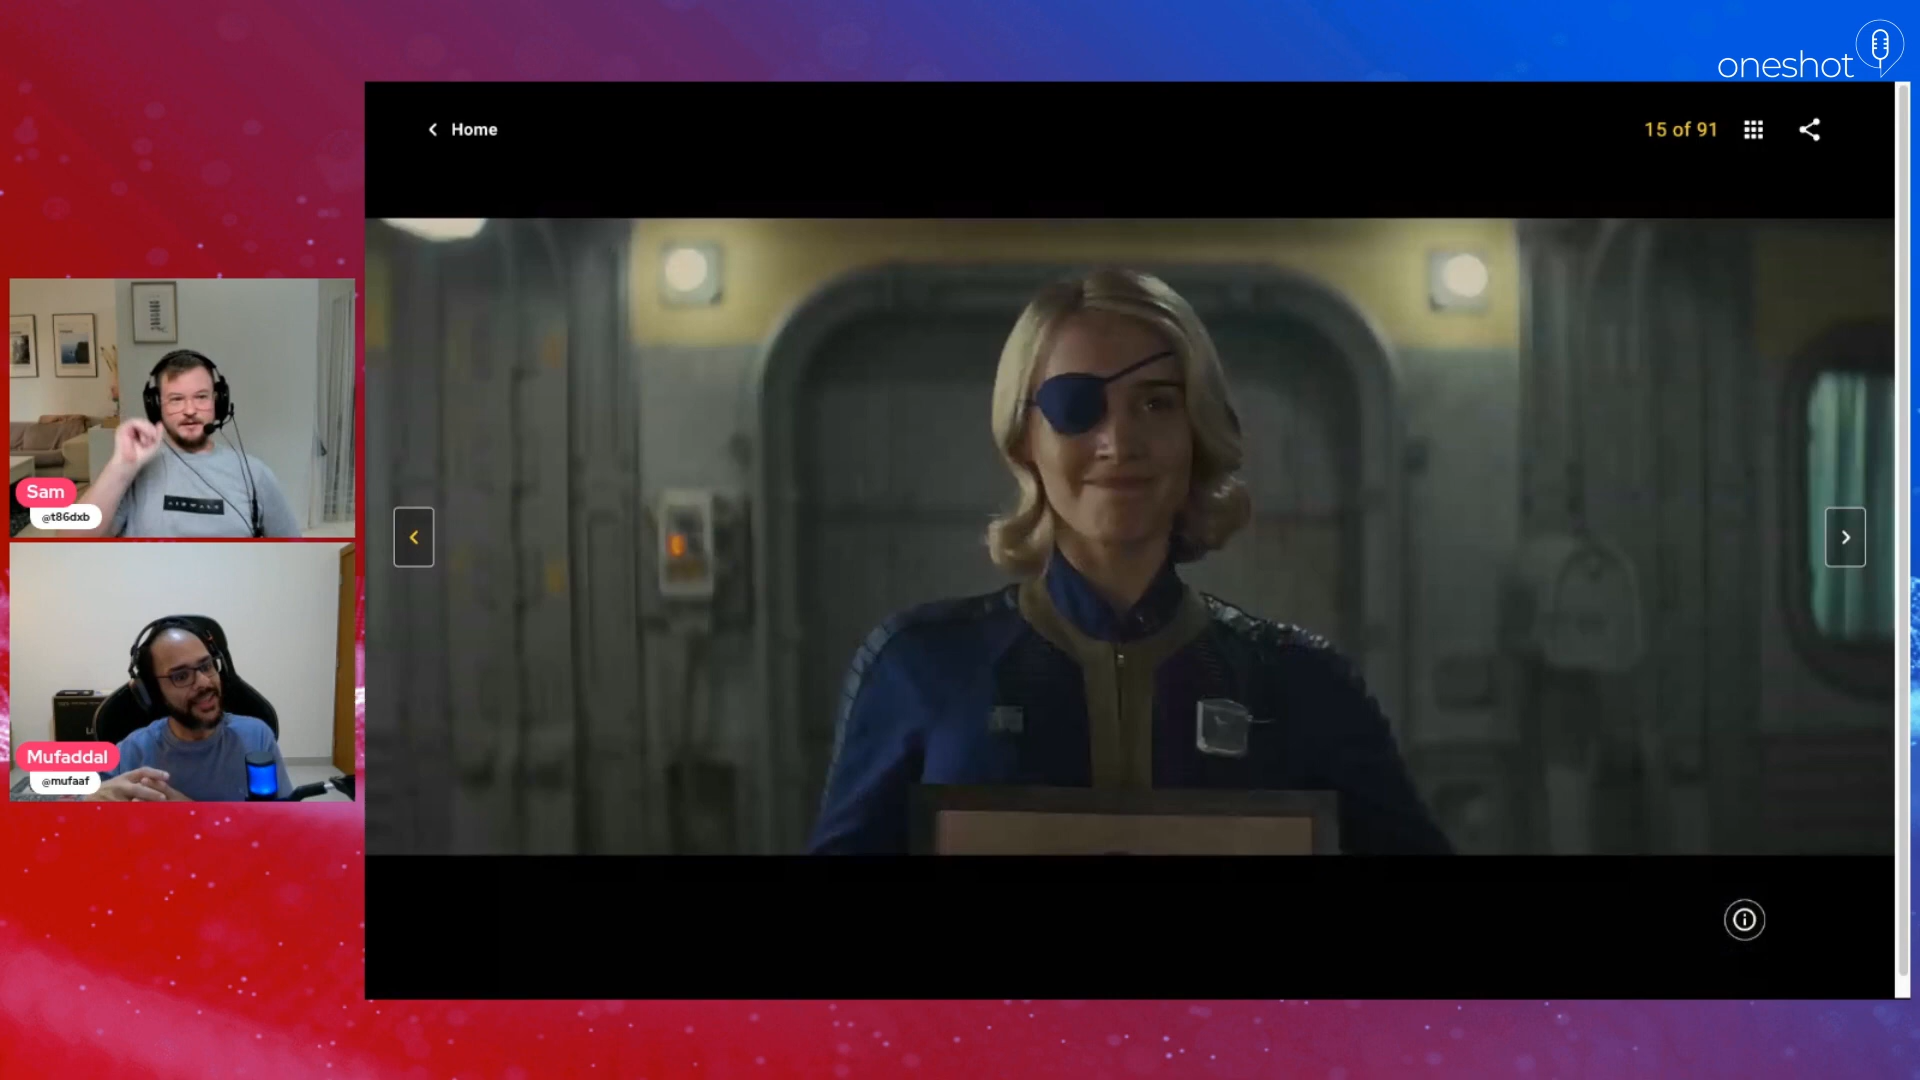 oneshot
Home
15 of 91
Sam
@t86dxb
Mufaddal
@mufaaf